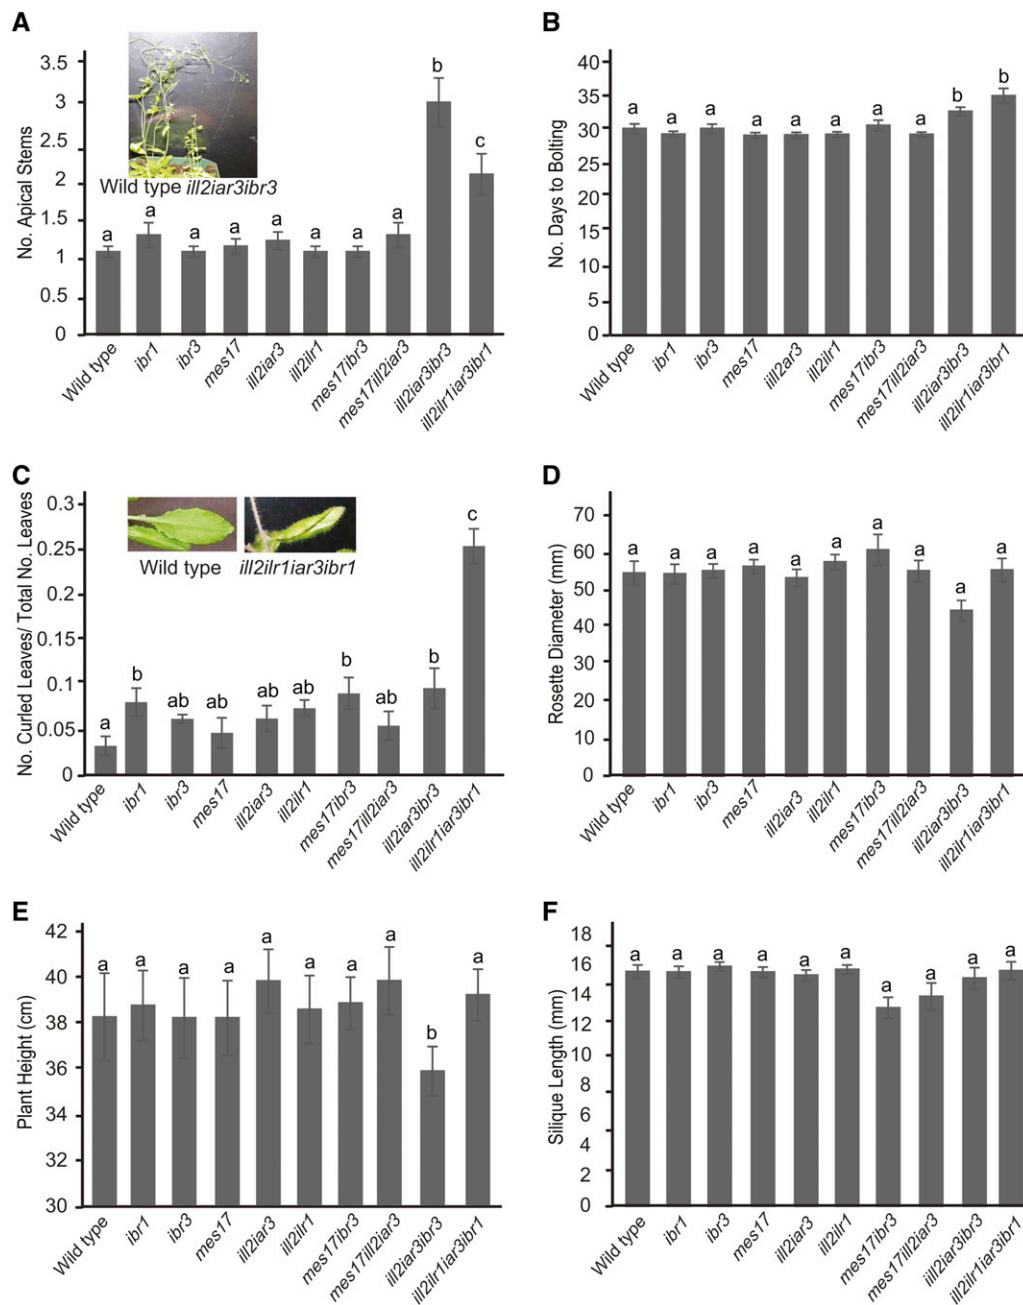 A
No. Apical Stems
3.5
3
2.5
2
1.5
1
0.5
0
Wild type ill2iar3ibr3
a
a
a
a
a
a
a
a
b
c
Wild type
ibr1
ibr3
mes17
ill2iar3
ill2ilr1
mes17ibr3
mes17ill2iar3
ill2iar3ibr3
ill2ilr1iar3ibr1
B
No. Days to Bolting
40
35
30
25
20
15
10
5
0
a
a
a
a
a
a
a
a
b
b
Wild type
ibr1
ibr3
mes17
ill2iar3
ill2ilr1
mes17ibr3
mes17ill2iar3
ill2iar3ibr3
ill2ilr1iar3ibr1
C
No. Curled Leaves/ Total No. Leaves
0.3
0.25
0.2
0.15
0.1
0.05
0
Wild type
ill2ilr1iar3ibr1
a
b
ab
ab
ab
ab
b
ab
b
c
Wild type
ibr1
ibr3
mes17
ill2iar3
ill2ilr1
mes17ibr3
mes17ill2iar3
ill2iar3ibr3
ill2ilr1iar3ibr1
D
Rosette Diameter (mm)
70
60
50
40
30
20
10
0
a
a
a
a
a
a
a
a
a
a
Wild type
ibr1
ibr3
mes17
ill2iar3
ill2ilr1
mes17ibr3
mes17ill2iar3
ill2iar3ibr3
ill2ilr1iar3ibr1
E
Plant Height (cm)
42
40
38
36
34
32
30
a
a
a
a
a
a
a
a
b
a
Wild type
ibr1
ibr3
mes17
ill2iar3
ill2ilr1
mes17ibr3
mes17ill2iar3
ill2iar3ibr3
ill2ilr1iar3ibr1
F
Silique Length (mm)
18
16
14
12
10
8
6
4
2
0
a
a
a
a
a
a
a
a
a
a
Wild type
ibr1
ibr3
mes17
ill2iar3
ill2ilr1
mes17ibr3
mes17ill2iar3
iill2iar3ibr3
ill2ilr1iar3ibr1